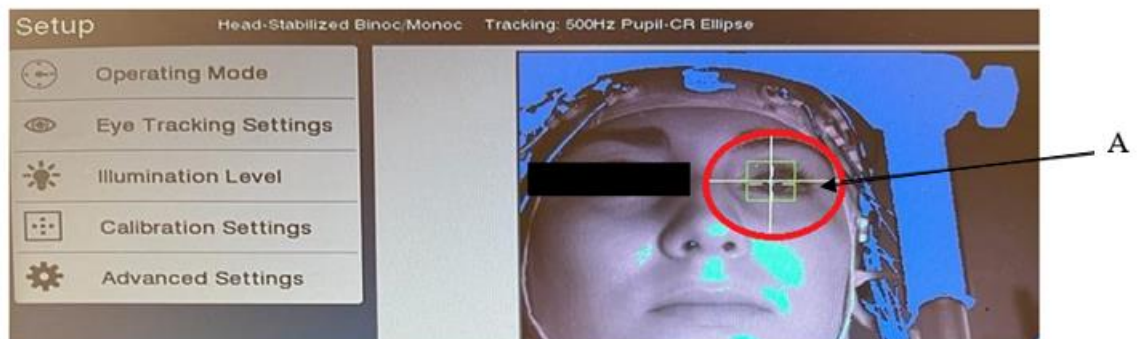 Setup
Head-Stabilized Binoc/Monoc Tracking: 500Hz Pupil-CR Ellipse
Operating Mode
Eye Tracking Settings
Illumination Level
Calibration Settings
Advanced Settings
A